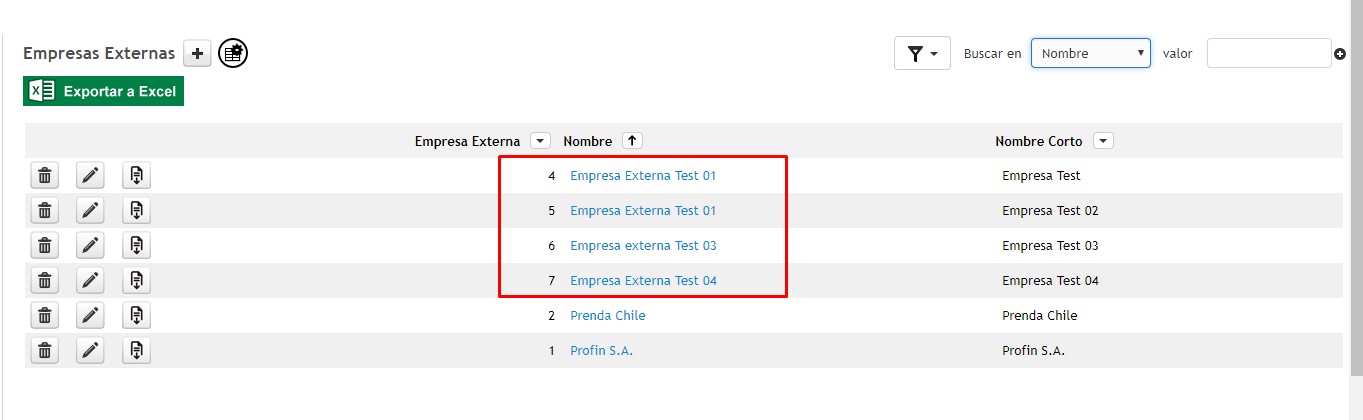 Empresas Externas Buscar en Nombre valor
Exportar a Excel
Empresa Externa Nombre Nombre Corto
4 Empresa Externa Test 01 Empresa Test
5 Empresa Externa Test 01 Empresa Test 02
6 Empresa externa Test 03 Empresa Test 03
7 Empresa Externa Test 04 Empresa Test 04
2 Prenda Chile Prenda Chile
1 Profin S.A. Profin S.A.